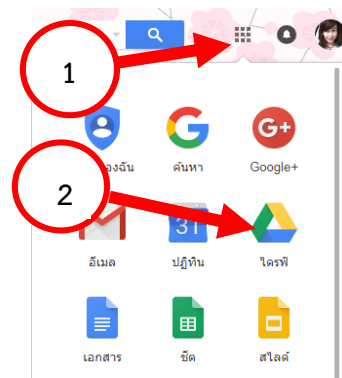 1
ค้นหา Google+
G+
2
31
อีเมล ปฏิทิน ไดรฟ์
เอกสาร ชีต สไลด์